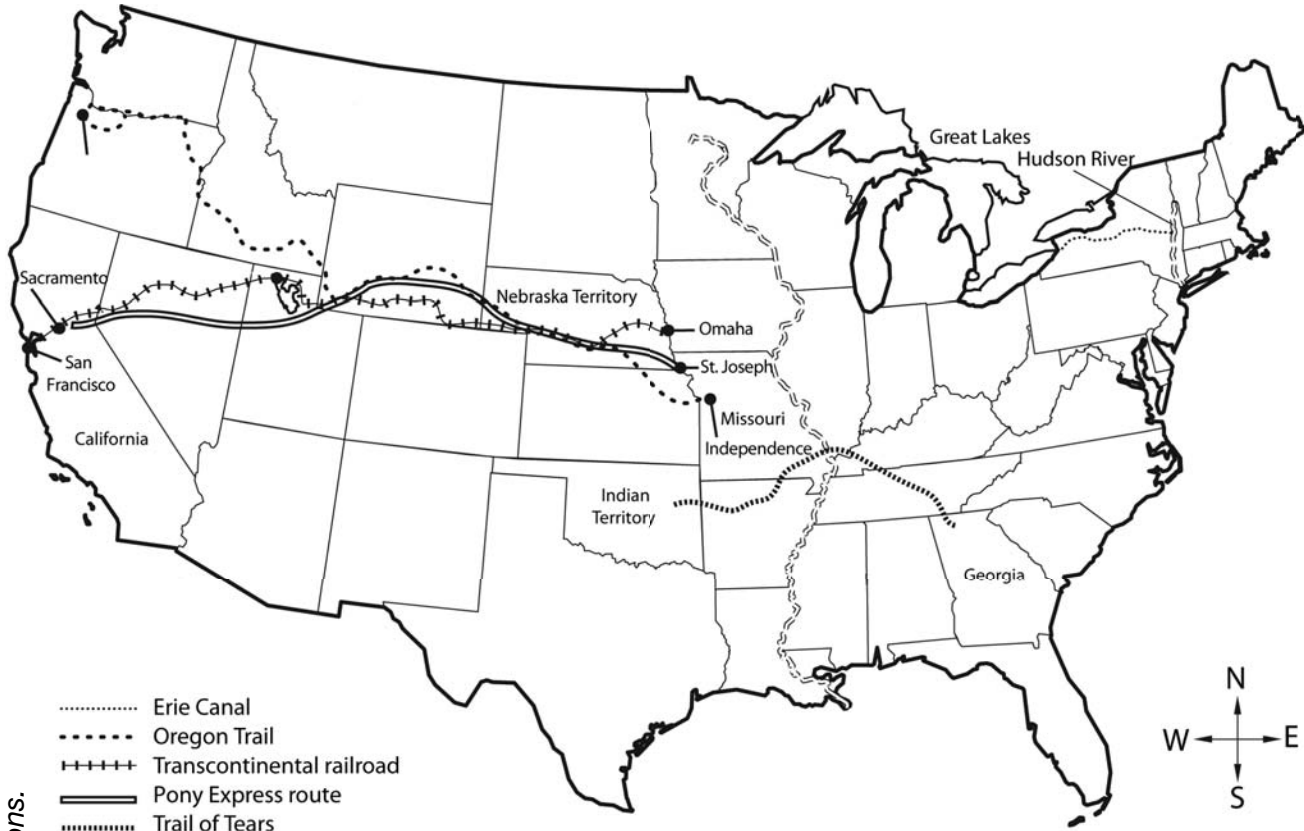 Great Lakes
Hudson River
Sacramento
Nebraska Territory
Omaha
San
Francisco
St. Joseph
Missouri
California
Independence
Indian
Territory
Georgia
Erie Canal
Oregon Trail
Transcontinental railroad
Pony Express route
Trail of Tears
N
W E
S
ons.